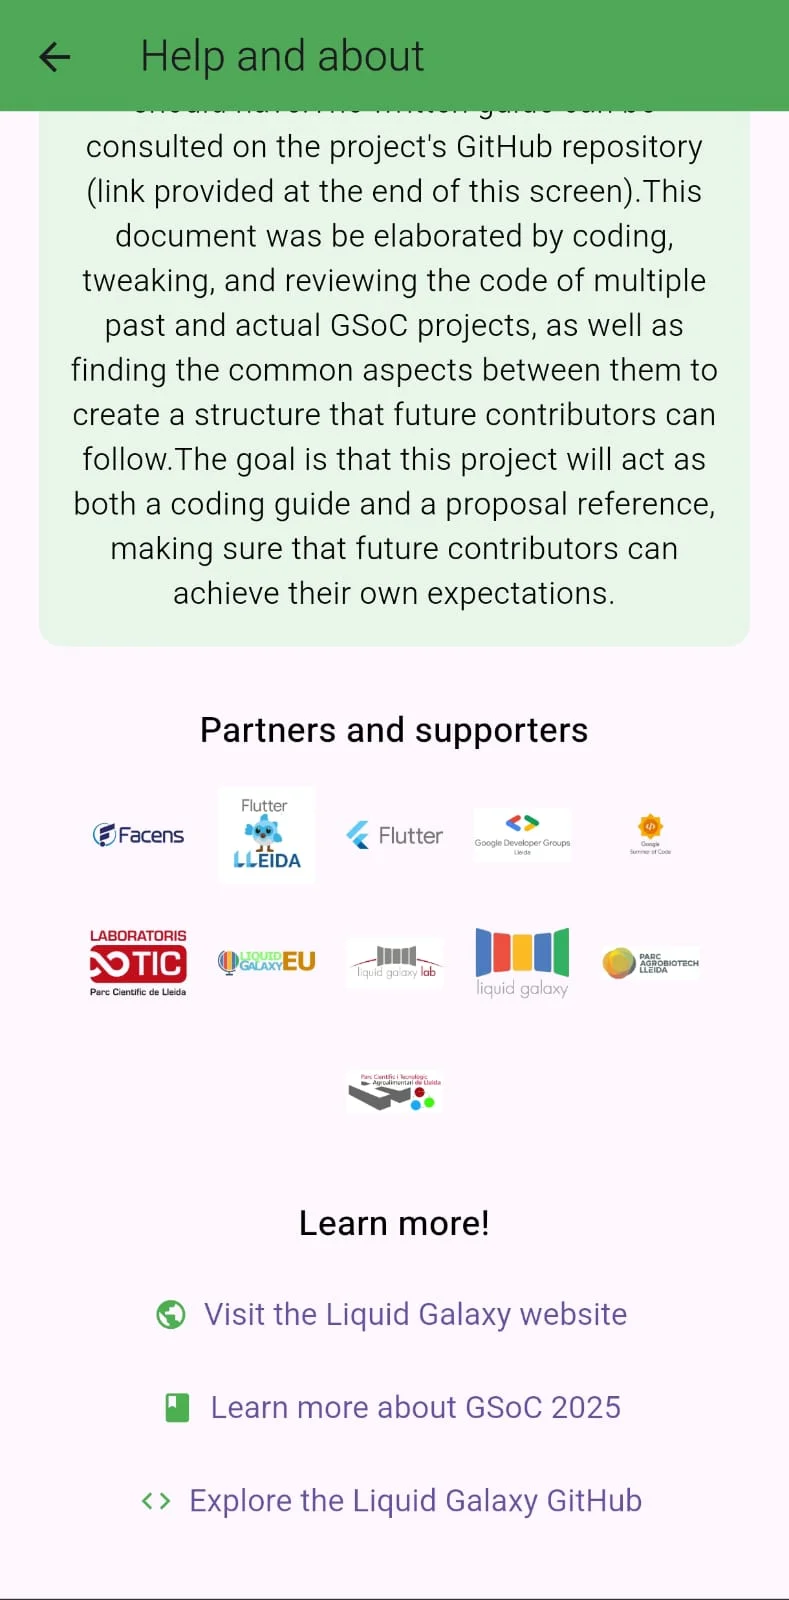 Help and about
consulted on the project's GitHub repository
(link provided at the end of this screen).This
document was be elaborated by coding,
tweaking, and reviewing the code of multiple
past and actual GSoC projects, as well as
finding the common aspects between them to
create a structure that future contributors can
follow.The goal is that this project will act as
both a coding guide and a proposal reference,
making sure that future contributors can
achieve their own expectations.
Partners and supporters
Facens
Flutter
LLEIDA
Flutter
Google Developer Groups
Lleida
Google
Summer of Code
LABORATORIS
TIC
Parc Científic de Lleida
LIQUID
GALAXY EU
liquid galaxy lab
liquid galaxy
PARC
AGROBIOTECH
LLEIDA
Parc Científic i Tecnològic
Agroalimentari de Lleida
Learn more!
Visit the Liquid Galaxy website
Learn more about GSoC 2025
Explore the Liquid Galaxy GitHub